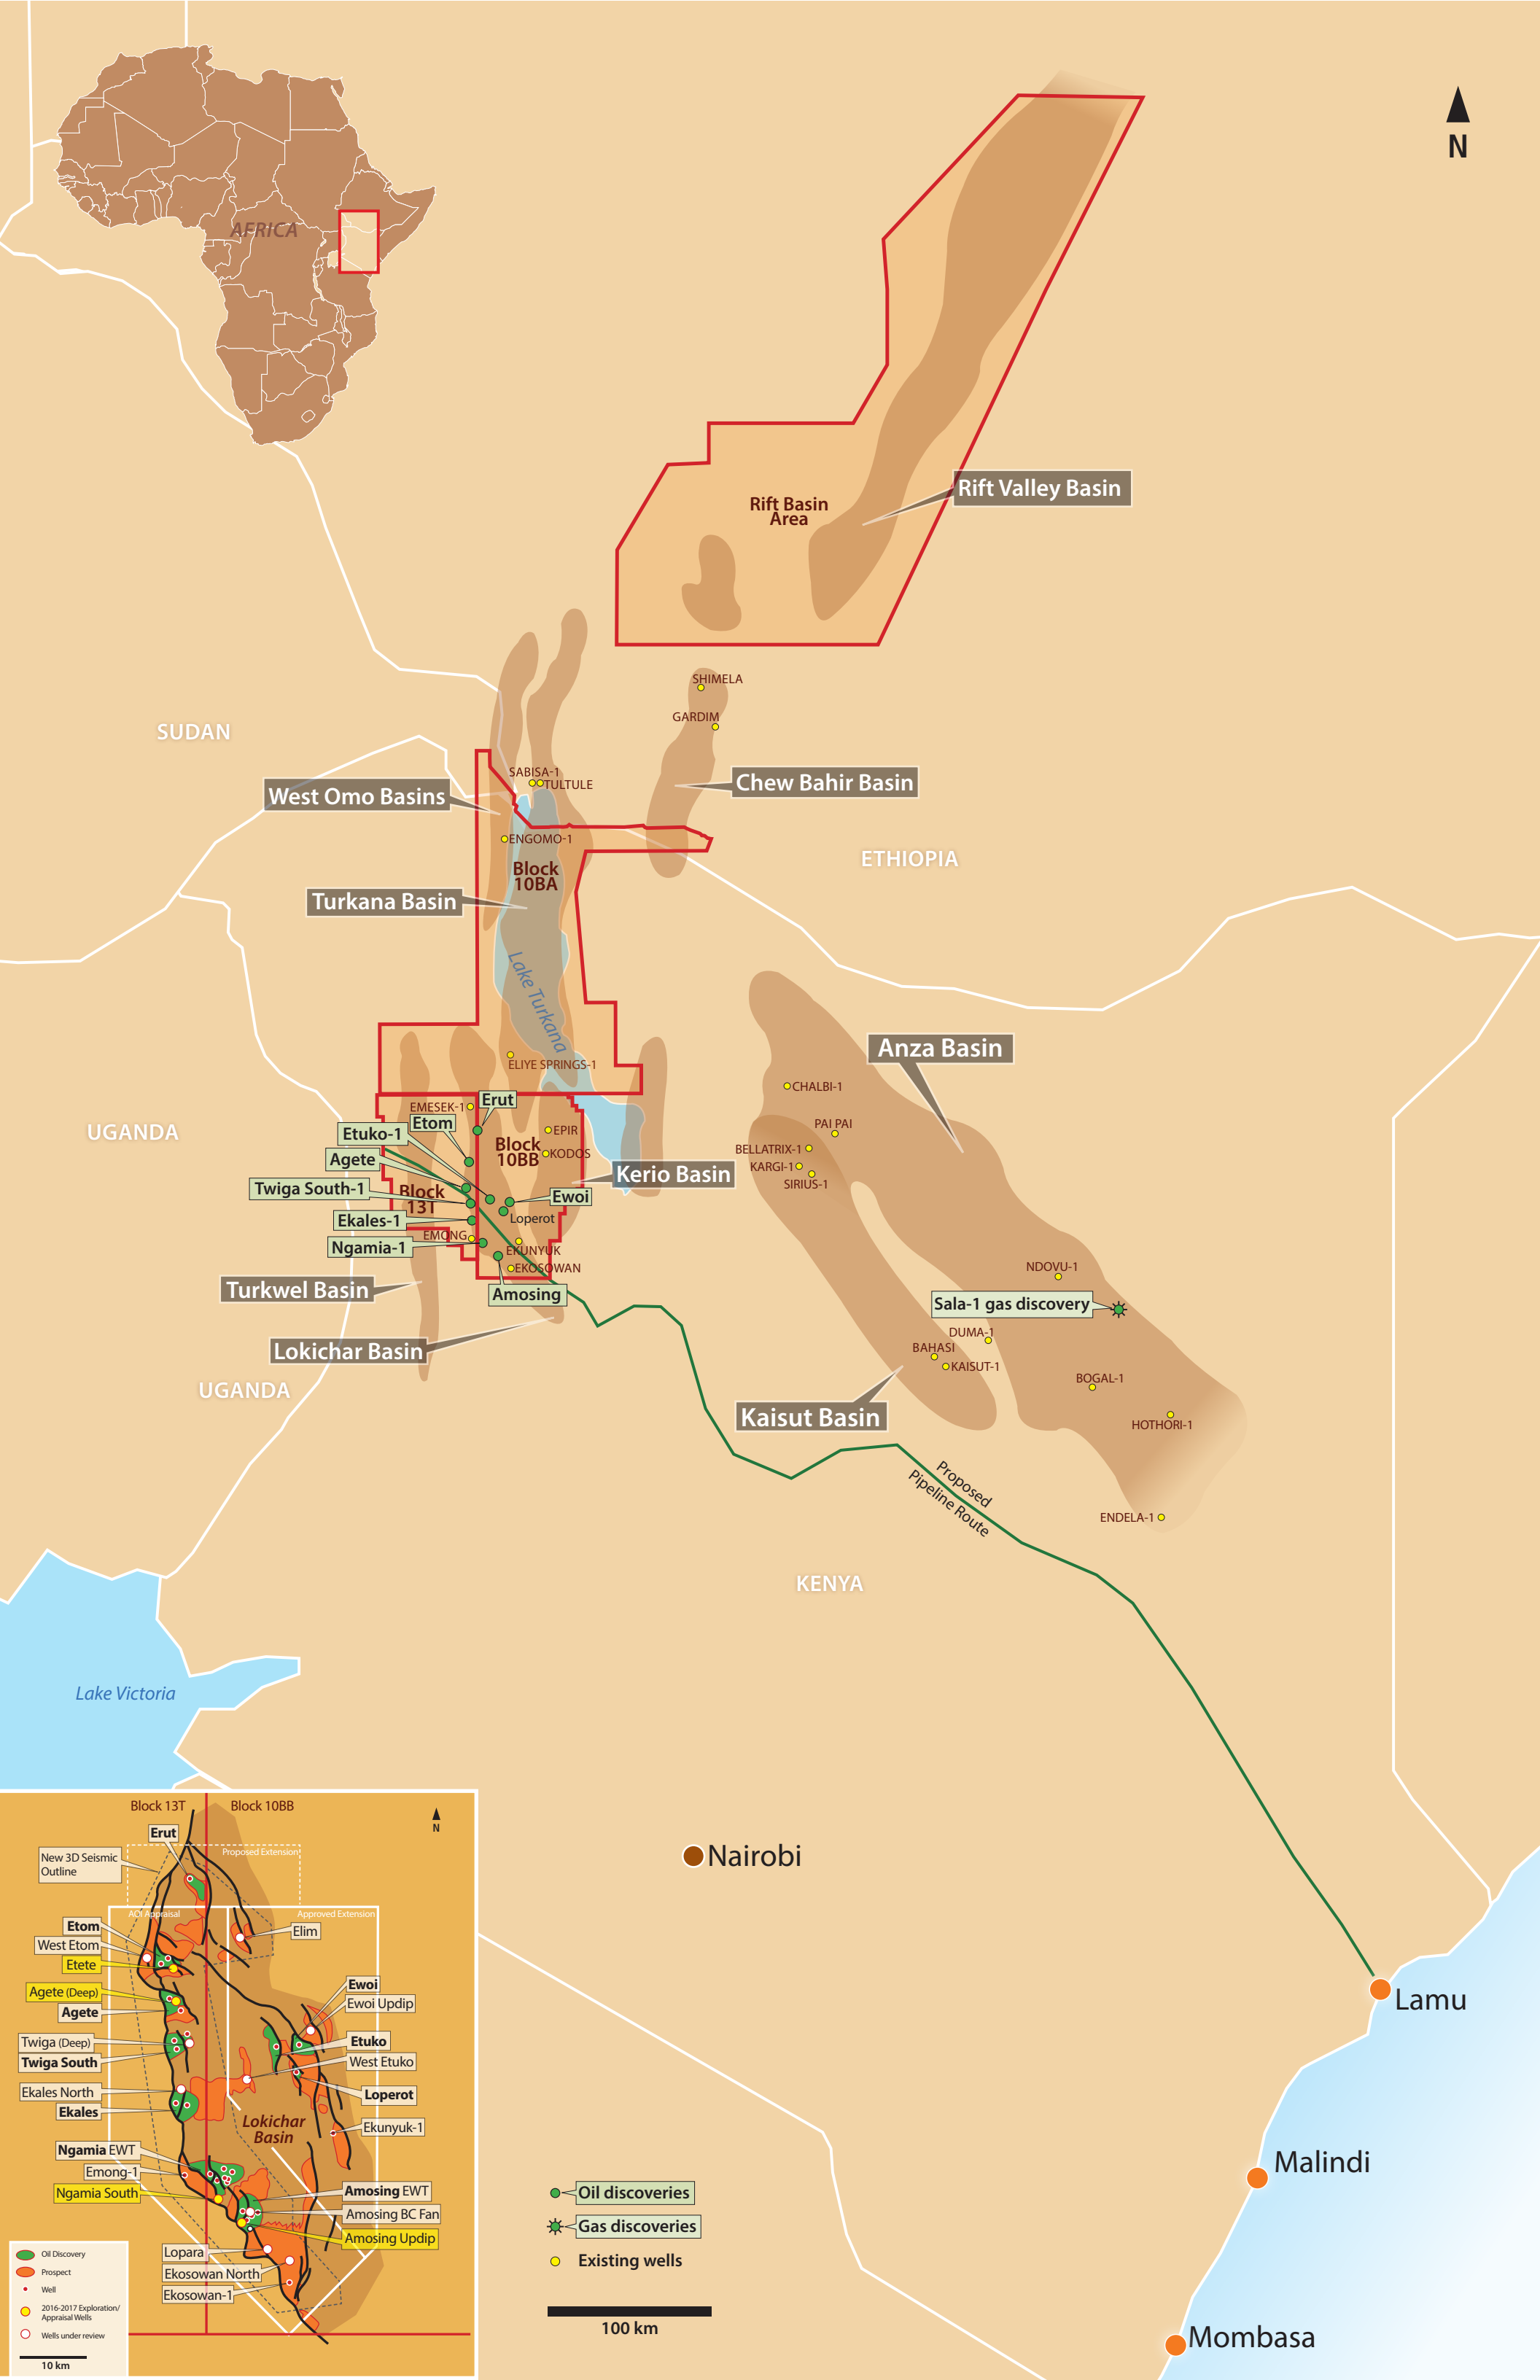 AFRICA
N
Rift Valley Basin
Rift Basin
Area
SHIMELA
GARDIM
SUDAN
SABISA-1
TULTULE
Chew Bahir Basin
West Omo Basins
ENGOMO-1
ETHIOPIA
Block
10BA
Turkana Basin
Lake Turkana
Anza Basin
ELIYE SPRINGS-1
CHALBI-1
Erut
EMESEK-1
Etom
PAI PAI
UGANDA
Etuko-1
EPIR
Block
10BB
BELLATRIX-1
KODOS
Agete
KARGI-1
Kerio Basin
SIRIUS-1
Twiga South-1
Block
13T
Ewoi
Ekales-1
Loperot
EMONG
Ngamia-1
EKUNYUK
EKOSOWAN
NDOVU-1
Turkwel Basin
Amosing
Sala-1 gas discovery
DUMA-1
Lokichar Basin
BAHASI
KAISUT-1
BOGAL-1
UGANDA
Kaisut Basin
HOTHORI-1
Proposed
Pipeline Route
ENDELA-1
KENYA
Lake Victoria
Nairobi
Lamu
Malindi
Mombasa
Block 13T
Block 10BB
N
Erut
New 3D Seismic
Outline
Proposed Extension
AOI Appraisal
Approved Extension
Etom
Elim
West Etom
Etete
Agete (Deep)
Ewoi
Agete
Ewoi Updip
Twiga (Deep)
Etuko
Twiga South
West Etuko
Ekales North
Loperot
Ekales
Lokichar
Basin
Ekunyuk-1
Ngamia EWT
Emong-1
Ngamia South
Amosing EWT
Amosing BC Fan
Amosing Updip
Lopara
Ekosowan North
Ekosowan-1
Oil Discovery
Prospect
Well
2016-2017 Exploration/
Appraisal Wells
Wells under review
10 km
Oil discoveries
Gas discoveries
Existing wells
100 km